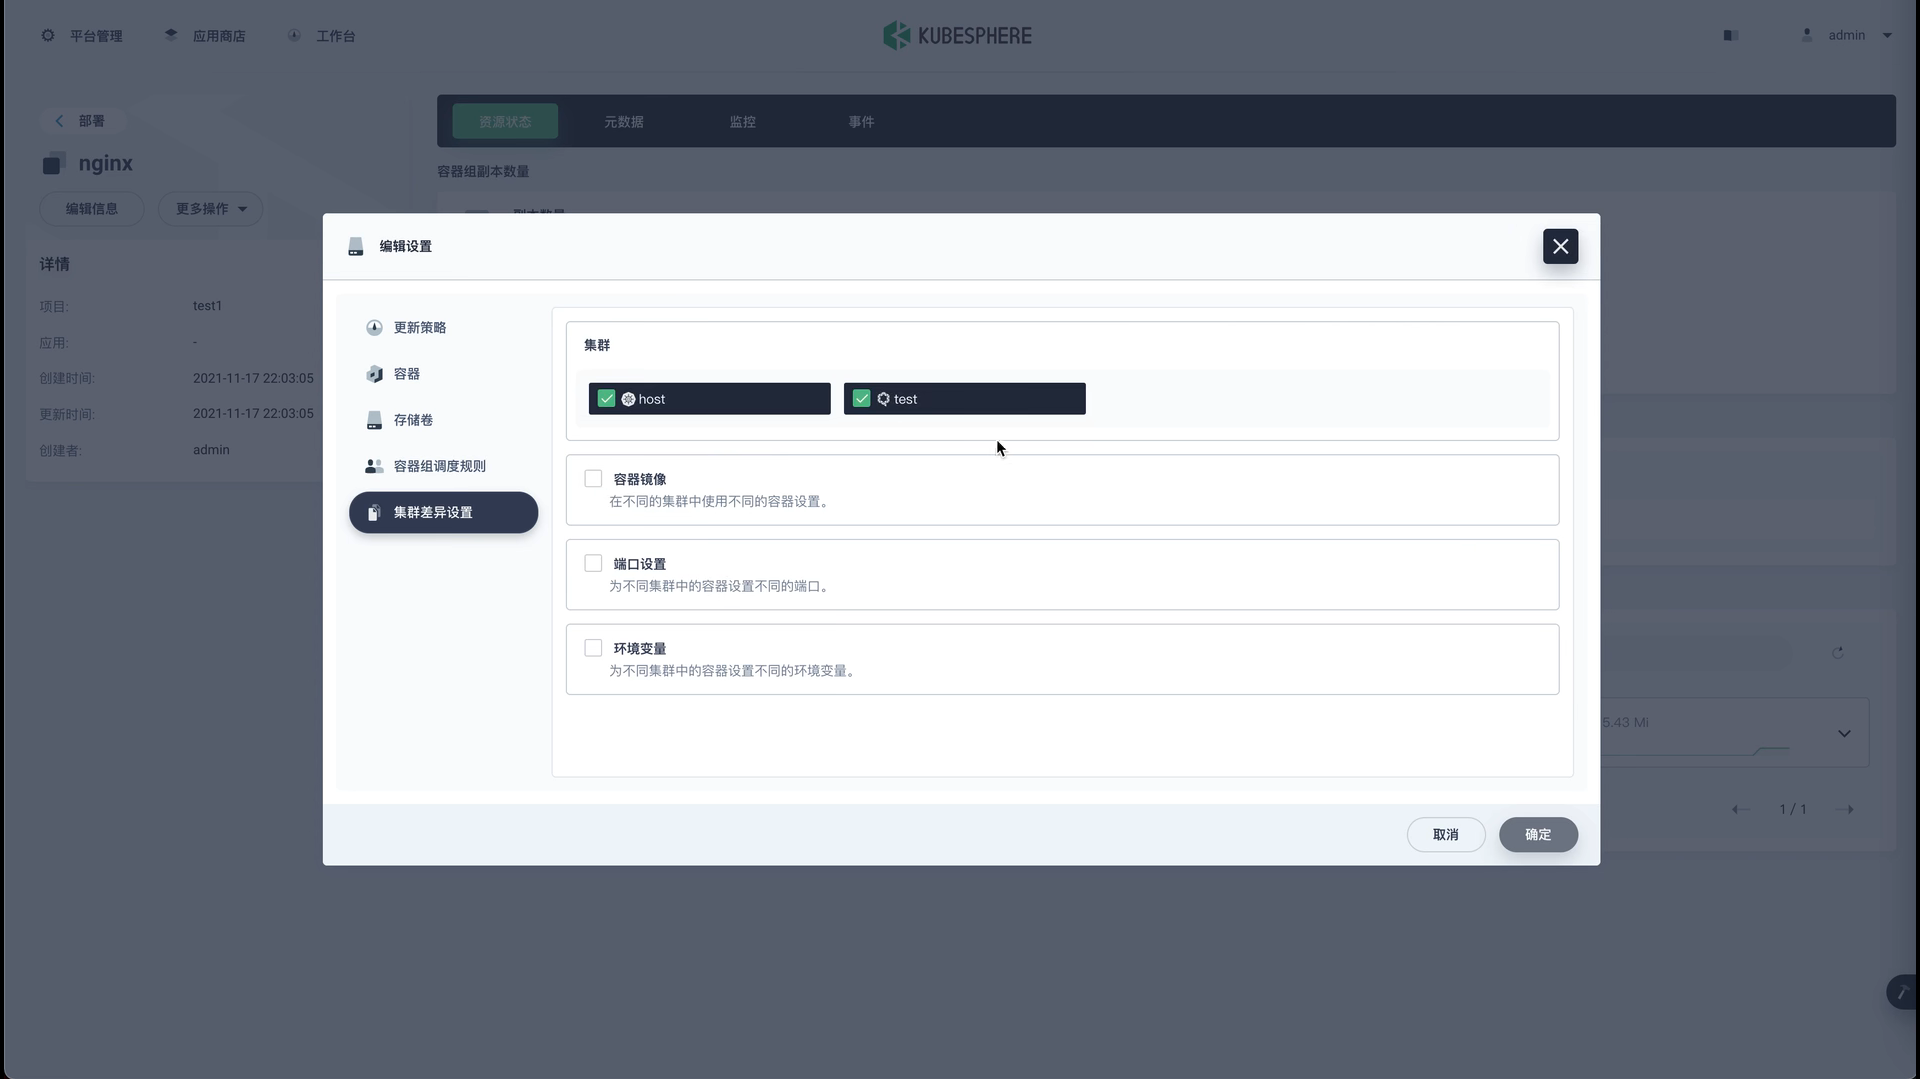 平台管理
应用商店
工作台
KUBESPHERE
admin
部署
nginx
编辑信息
更多操作
资源状态
元数据
监控
事件
容器组副本数量
详情
项目: test1
应用: -
创建时间: 2021-11-17 22:03:05
更新时间: 2021-11-17 22:03:05
创建者: admin
编辑设置
更新策略
容器
存储卷
容器组调度规则
集群差异设置
集群
host
test
容器镜像
在不同的集群中使用不同的容器设置。
端口设置
为不同集群中的容器设置不同的端口。
环境变量
为不同集群中的容器设置不同的环境变量。
5.43 Mi
1 / 1
取消
确定